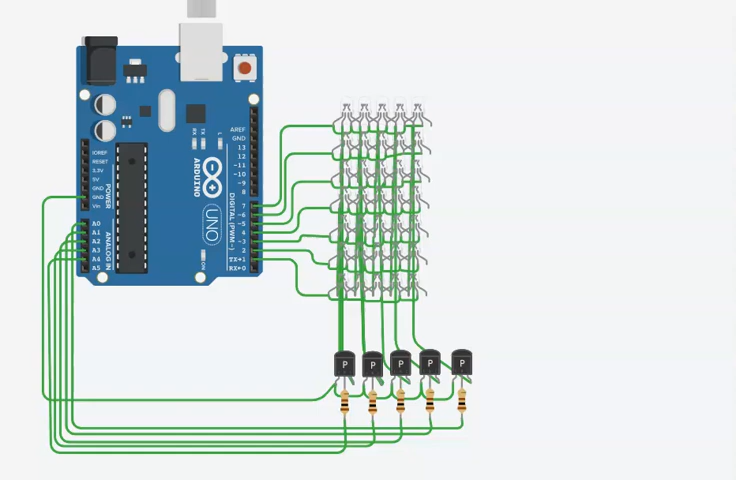 AREF
GND
13
12
~11
~10
~9
8
7
~6
~5
4
~3
2
TX→1
RX←0
DIGITAL (PWM~)
IOREF
RESET
3.3V
5V
GND
GND
Vin
POWER
A0
A1
A2
A3
A4
A5
ANALOG IN
RX
TX
L
ARDUINO
UNO
ON
P
P
P
P
P